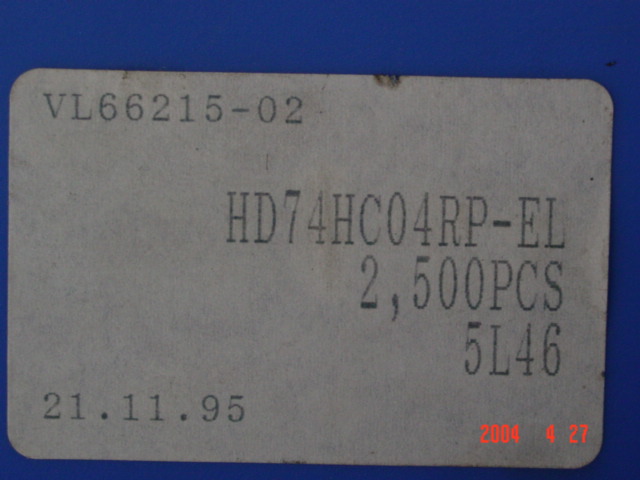 VL66215-02
HD74HC04RP-EL
2,500PCS
5L46
21.11.95
2004 4 27